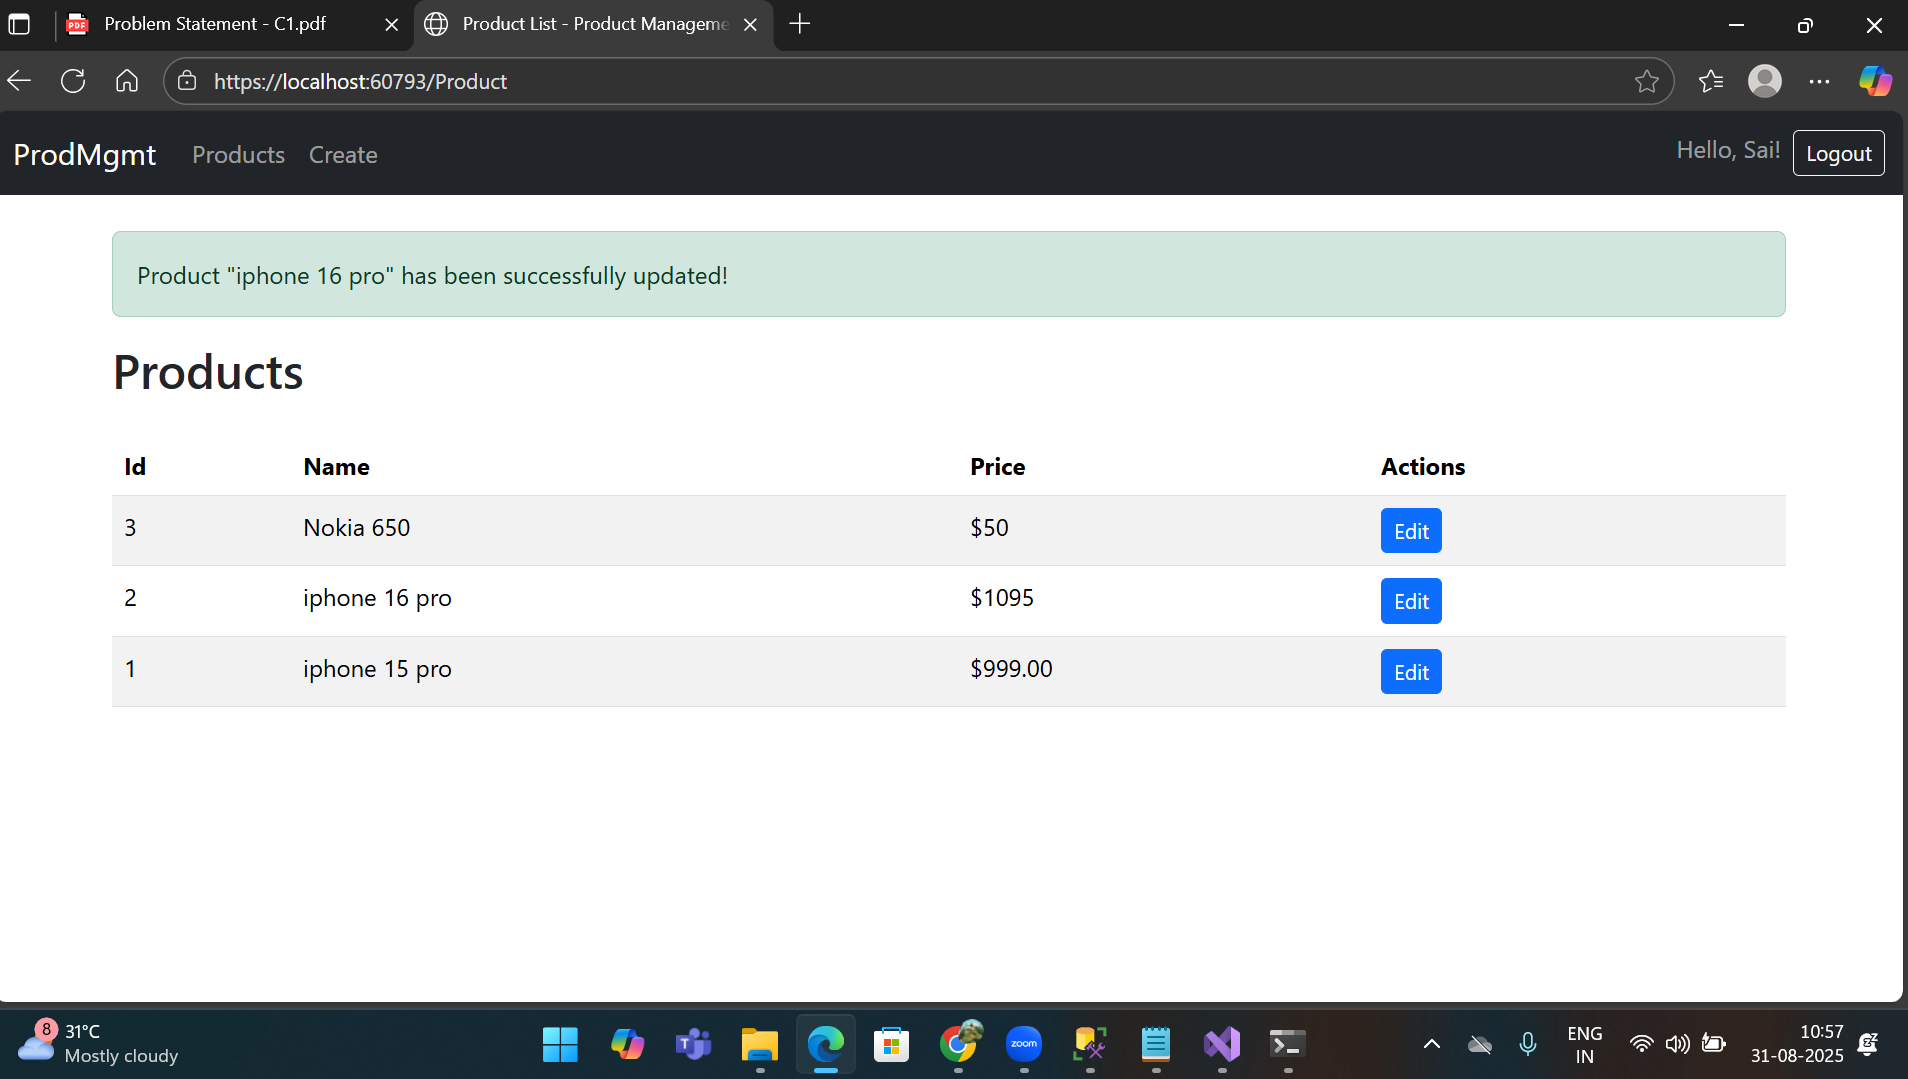 Problem Statement - C1.pdf
Product List - Product Manageme
https://localhost:60793/Product
ProdMgmt Products Create Hello, Sai! Logout
Product "iphone 16 pro" has been successfully updated!
Products
Id Name Price Actions
3 Nokia 650 $50 Edit
2 iphone 16 pro $1095 Edit
1 iphone 15 pro $999.00 Edit
8 31°C
Mostly cloudy
zoom
ENG
IN
10:57
31-08-2025